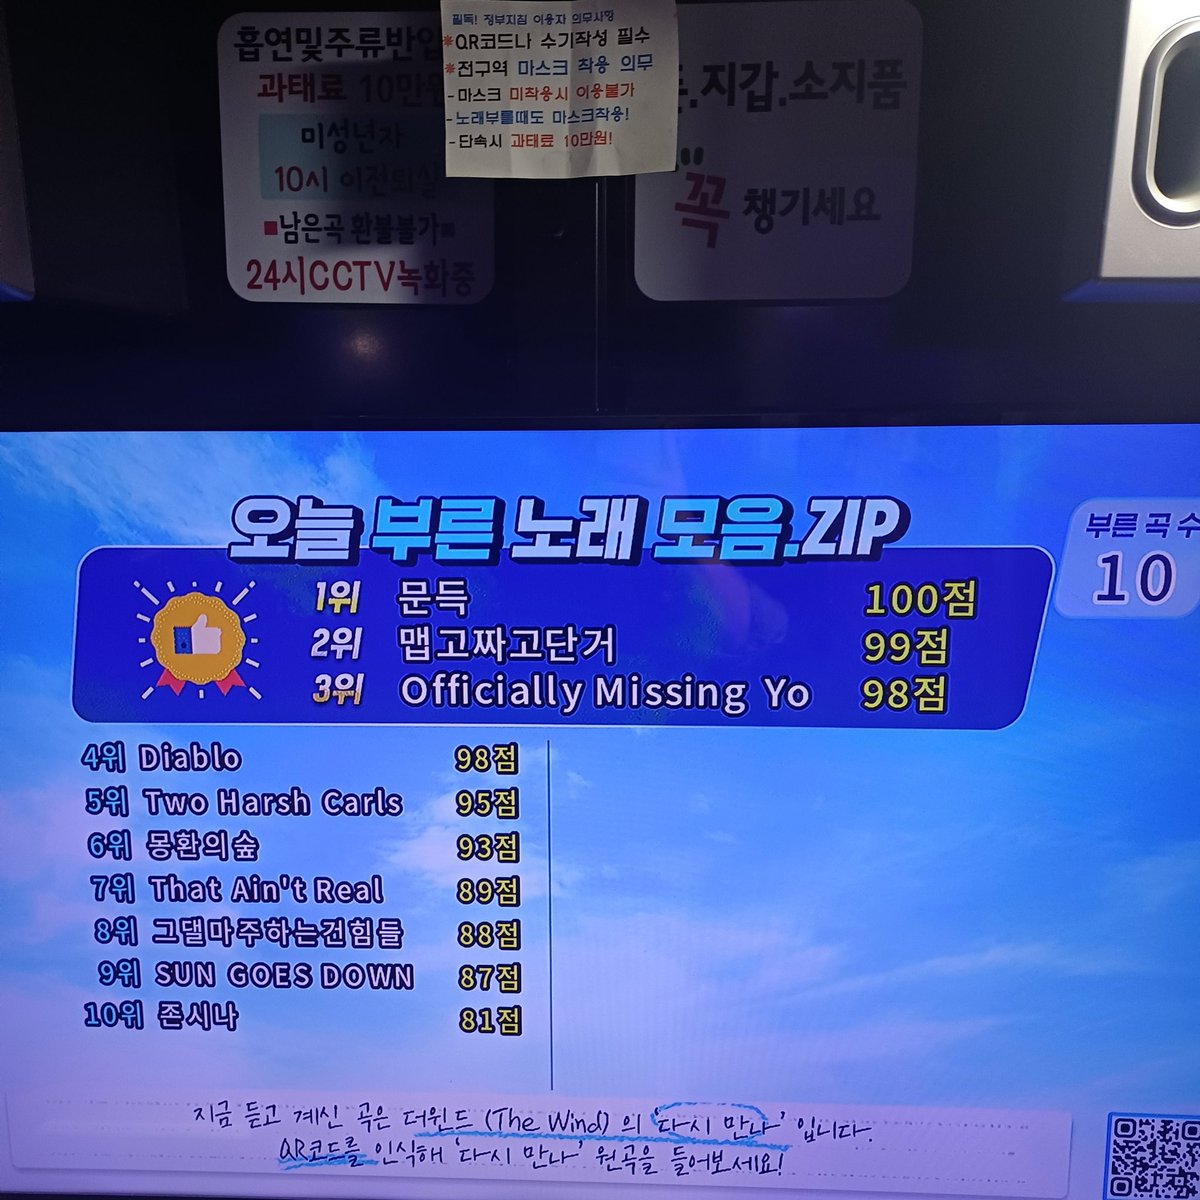 필독! 정부지침 이용자 의무사항
*QR코드나 수기작성 필수
*전구역 마스크 착용 의무
-마스크 미착용시 이용불가
-노래부를때도 마스크착용!
-단속시 과태료 10만원!
흡연및주류반입
과태료 10만원
미성년자
10시 이전퇴실
■남은곡 환불불가■
24시CCTV녹화중
.지갑.소지품
꼭 챙기세요
오늘 부른 노래 모음.ZIP
부른 곡 수
10
1위 문득 100점
2위 맵고짜고단거 99점
3위 Officially Missing Yo 98점
4위 Diablo 98점
5위 Two Harsh Carls 95점
6위 몽환의숲 93점
7위 That Ain't Real 89점
8위 그댈마주하는건힘들 88점
9위 SUN GOES DOWN 87점
10위 존시나 81점
지금 듣고 계신 곡은 더윈드 (The Wind) 의 '다시 만나' 입니다.
QR코드를 인식해 '다시 만나' 원곡을 들어보세요!